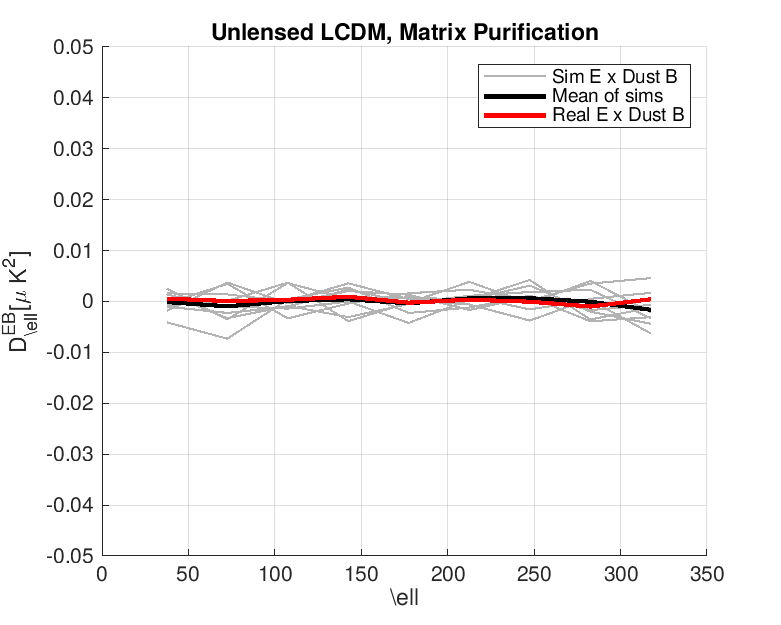 Unlensed LCDM, Matrix Purification
Sim E x Dust B
Mean of sims
Real E x Dust B
D_{\ell}^{EB}[μ K^2]
0.05
0.04
0.03
0.02
0.01
0
-0.01
-0.02
-0.03
-0.04
-0.05
0 50 100 150 200 250 300 350
\ell